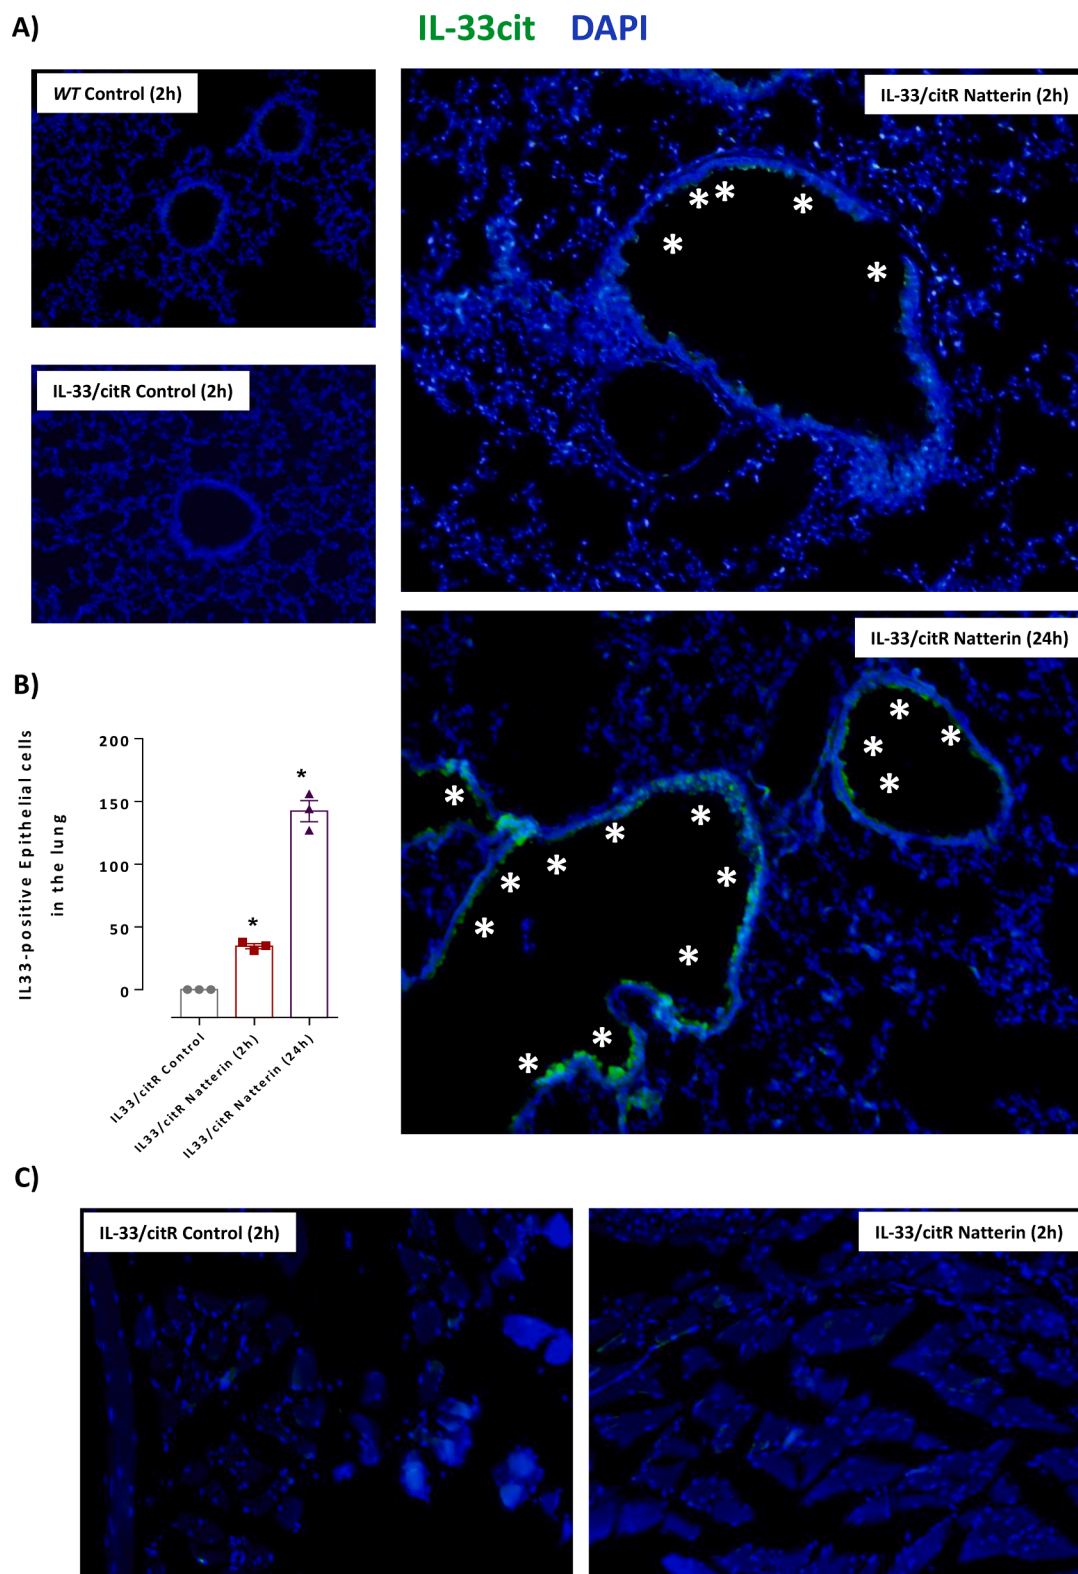 A)
IL-33cit DAPI
WT Control (2h)
IL-33/citR Natterin (2h)
* * * * *
IL-33/citR Control (2h)
IL-33/citR Natterin (24h)
* * * *
* * * * * * * * * *
B)
IL33-positive Epithelial cells
in the lung
200
150
100
50
0
*
*
IL33/citR Control
IL33/citR Natterin (2h)
IL33/citR Natterin (24h)
C)
IL-33/citR Control (2h)
IL-33/citR Natterin (2h)